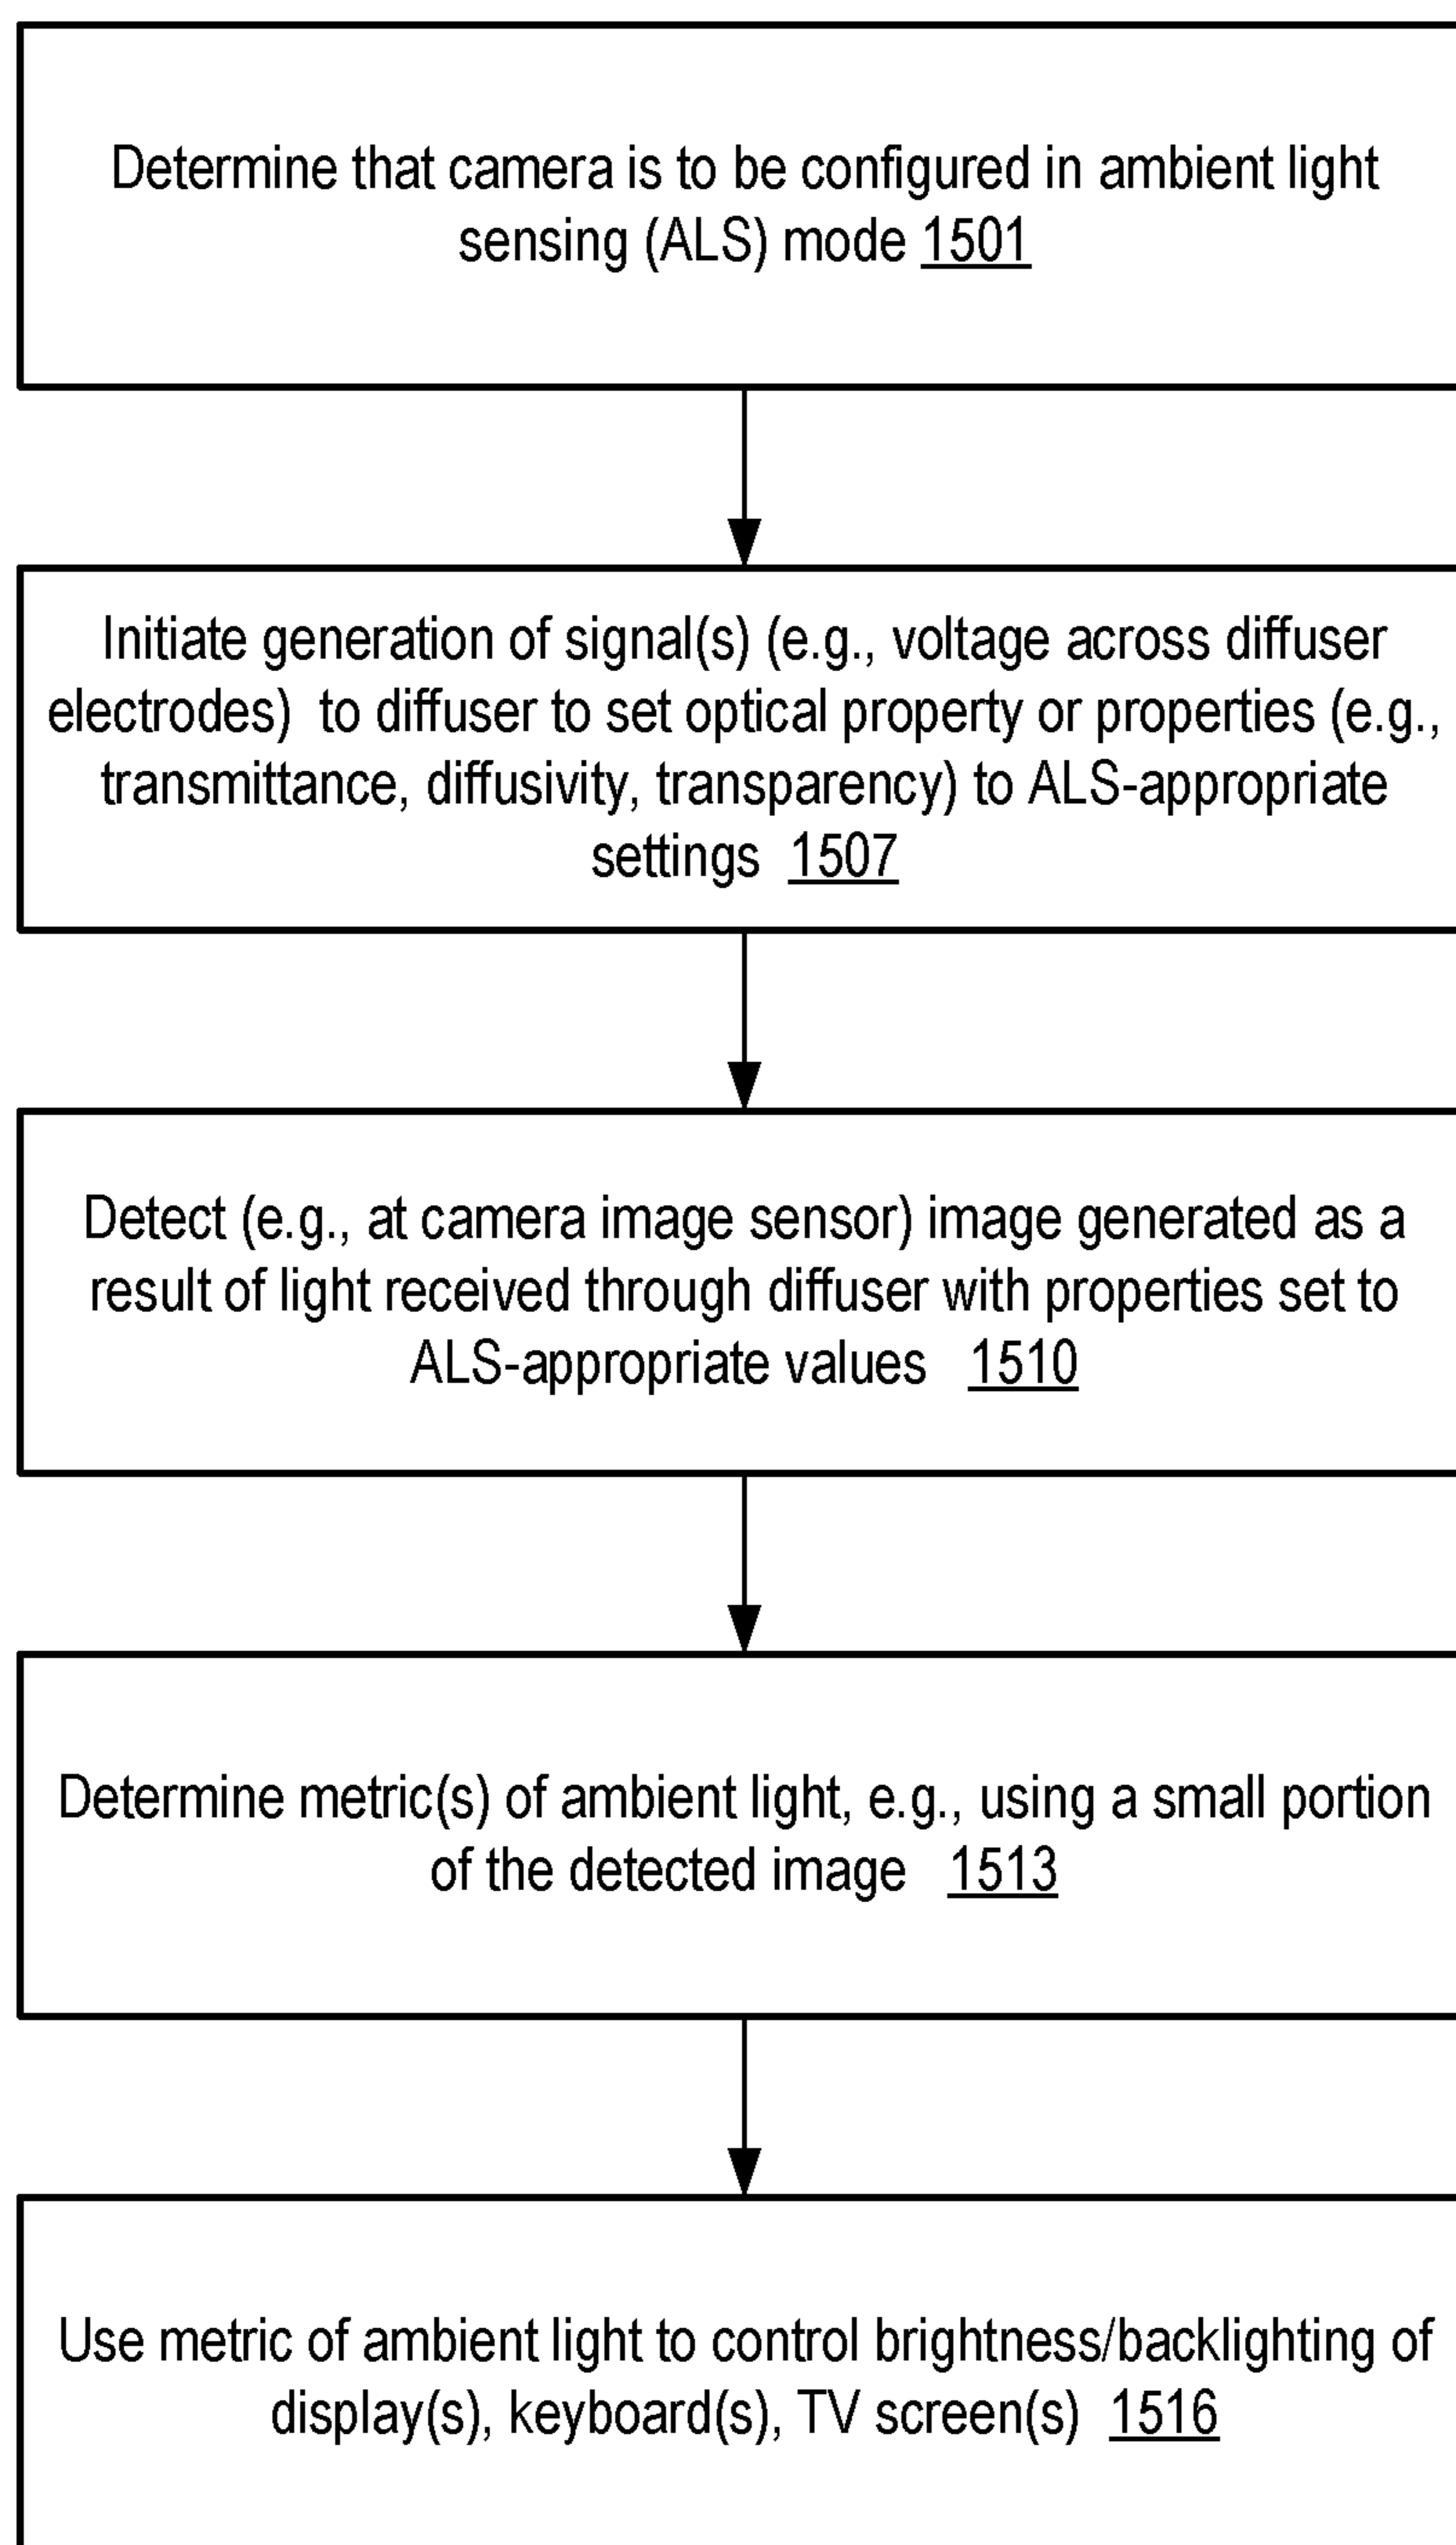 Determine that camera is to be configured in ambient light
sensing (ALS) mode 1501
Initiate generation of signal(s) (e.g., voltage across diffuser
electrodes) to diffuser to set optical property or properties (e.g.,
transmittance, diffusivity, transparency) to ALS-appropriate
settings 1507
Detect (e.g., at camera image sensor) image generated as a
result of light received through diffuser with properties set to
ALS-appropriate values 1510
Determine metric(s) of ambient light, e.g., using a small portion
of the detected image 1513
Use metric of ambient light to control brightness/backlighting of
display(s), keyboard(s), TV screen(s) 1516